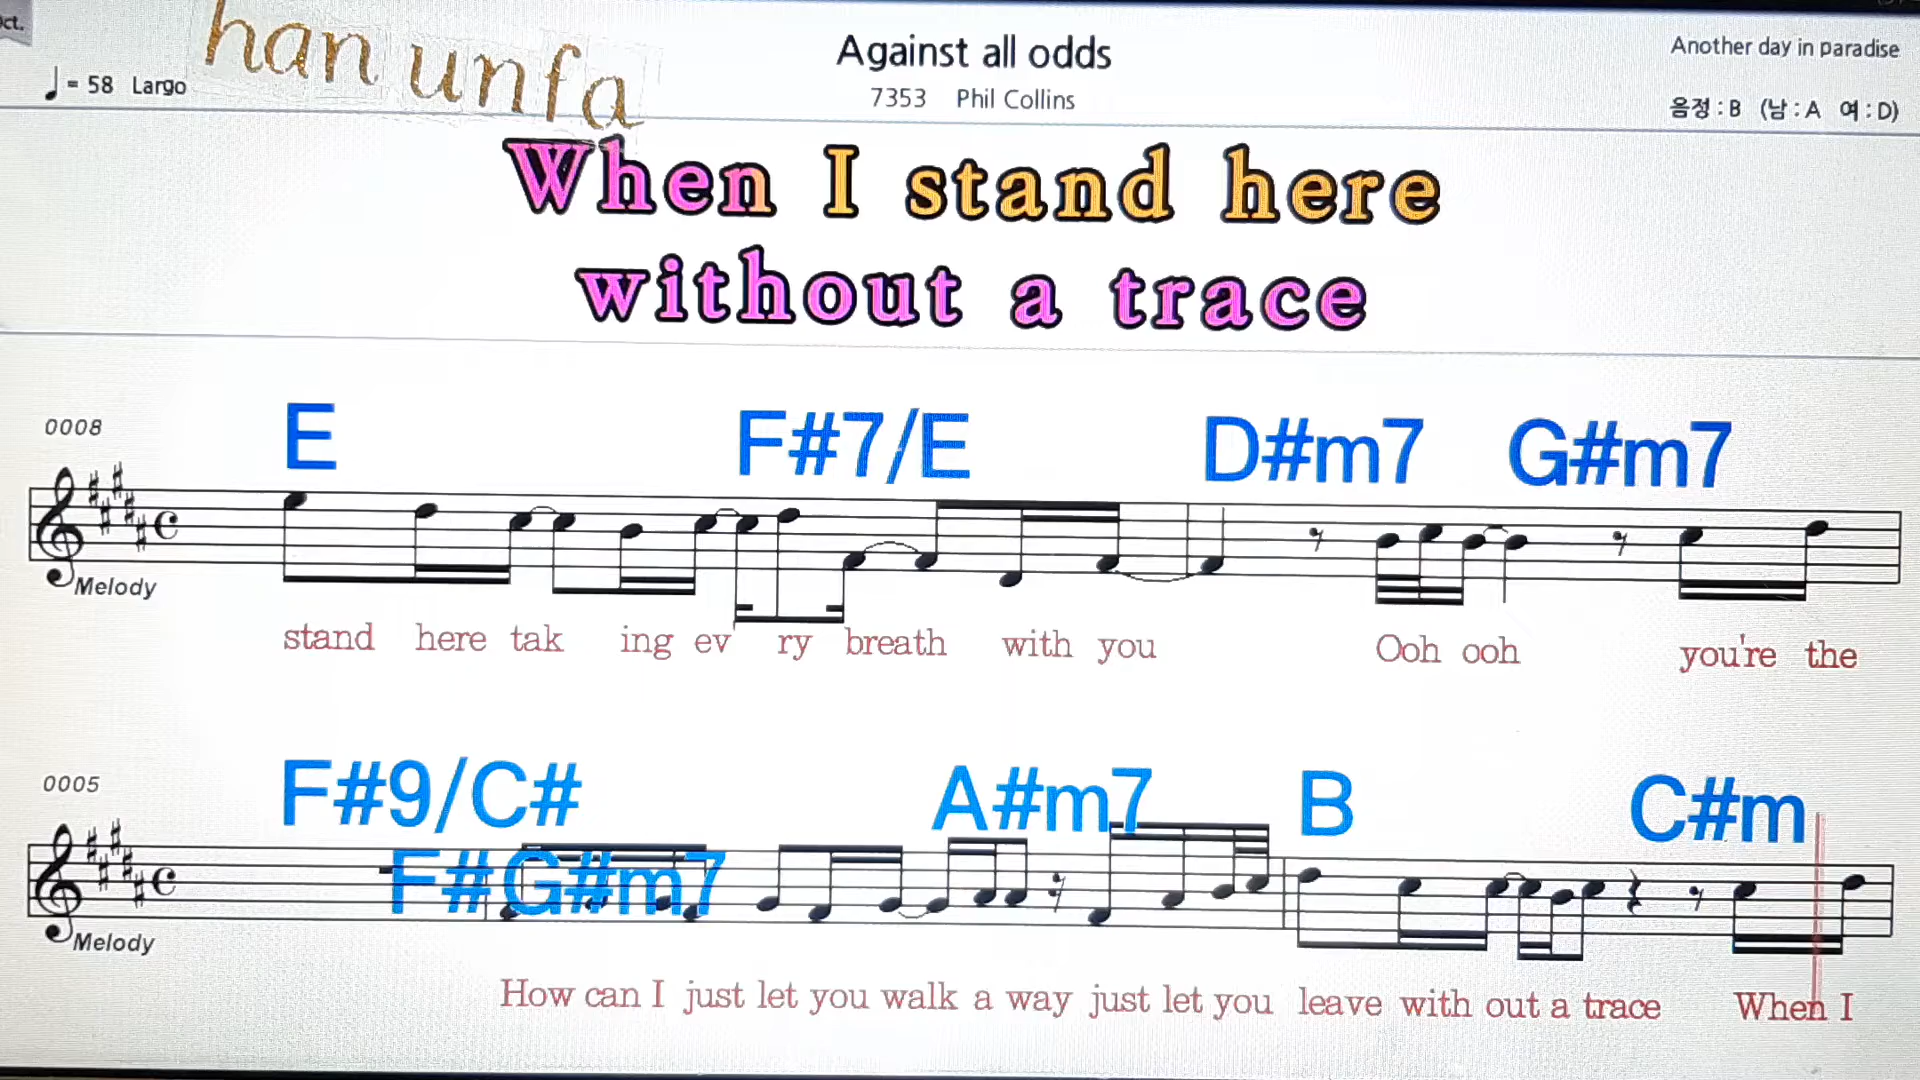 han unfa
Against all odds
Another day in paradise
♩= 58 Largo
7353 Phil Collins
음정 : B (남 : A 여 : D)
When I stand here
without a trace
0008
E F#7/E D#m7 G#m7
Melody
stand here tak ing ev' ry breath with you Ooh ooh you're the
0005
F#9/C# A#m7 B C#m
F# G#m7
Melody
How can I just let you walk a way just let you leave with out a trace When I